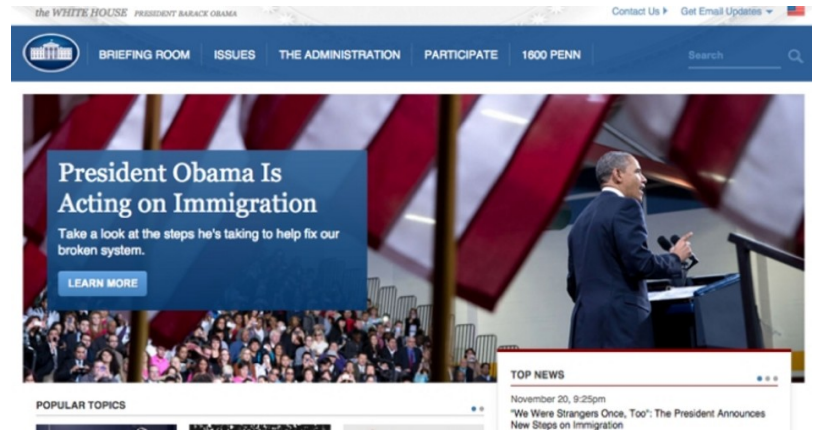 the WHITE HOUSE PRESIDENT BARACK OBAMA
Contact Us
Get Email Updates
BRIEFING ROOM
ISSUES
THE ADMINISTRATION
PARTICIPATE
1600 PENN
Search
President Obama Is
Acting on Immigration
Take a look at the steps he's taking to help fix our
broken system.
LEARN MORE
TOP NEWS
November 20, 9:25pm
"We Were Strangers Once, Too": The President Announces
New Steps on Immigration
POPULAR TOPICS